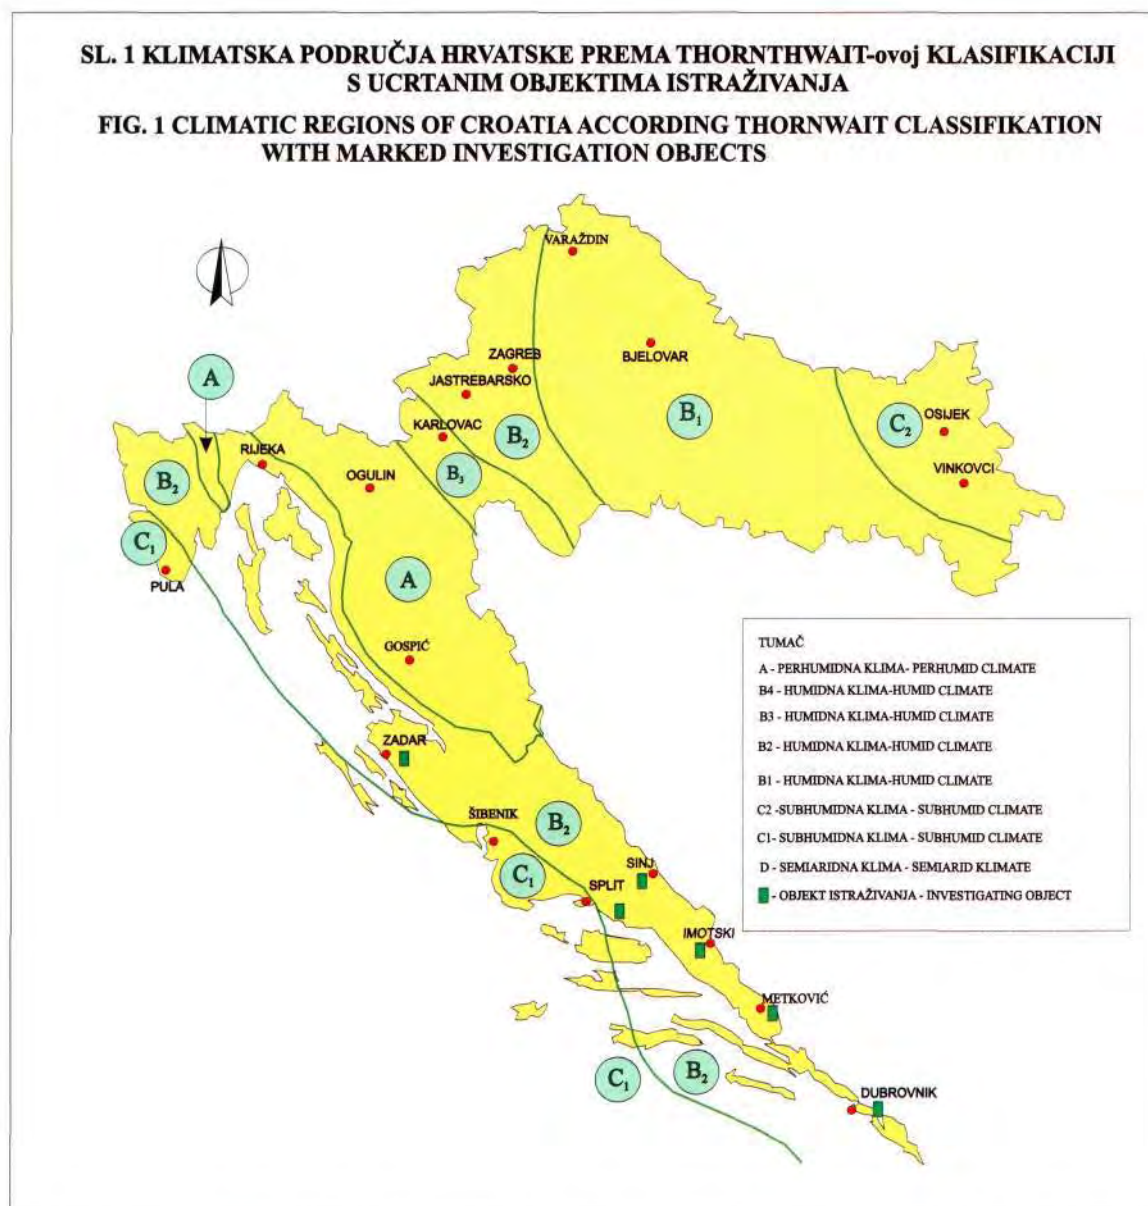 SL. 1 KLIMATSKA PODRUČJA HRVATSKE PREMA THORNTHWAIT-ovoj KLASIFIKACIJI
S UCRTANIM OBJEKTIMA ISTRAŽIVANJA
FIG. 1 CLIMATIC REGIONS OF CROATIA ACCORDING THORNWAIT CLASSIFIKATION
WITH MARKED INVESTIGATION OBJECTS
VARAŽDIN
ZAGREB
BJELOVAR
A
JASTREBARSKO
B₁
OSIJEK
KARLOVAC
B₂
C₂
RIJEKA
VINKOVCI
B₂
OGULIN
B₃
C₁
PULA
A
GOSPIĆ
ZADAR
ŠIBENIK
B₂
C₁
SINJ
SPLIT
IMOTSKI
METKOVIĆ
C₁
B₂
DUBROVNIK
TUMAČ
A - PERHUMIDNA KLIMA- PERHUMID CLIMATE
B4 - HUMIDNA KLIMA-HUMID CLIMATE
B3 - HUMIDNA KLIMA-HUMID CLIMATE
B2 - HUMIDNA KLIMA-HUMID CLIMATE
B1 - HUMIDNA KLIMA-HUMID CLIMATE
C2 -SUBHUMIDNA KLIMA - SUBHUMID CLIMATE
C1- SUBHUMIDNA KLIMA - SUBHUMID CLIMATE
D - SEMIARIDNA KLIMA - SEMIARID KLIMATE
- OBJEKT ISTRAŽIVANJA - INVESTIGATING OBJECT